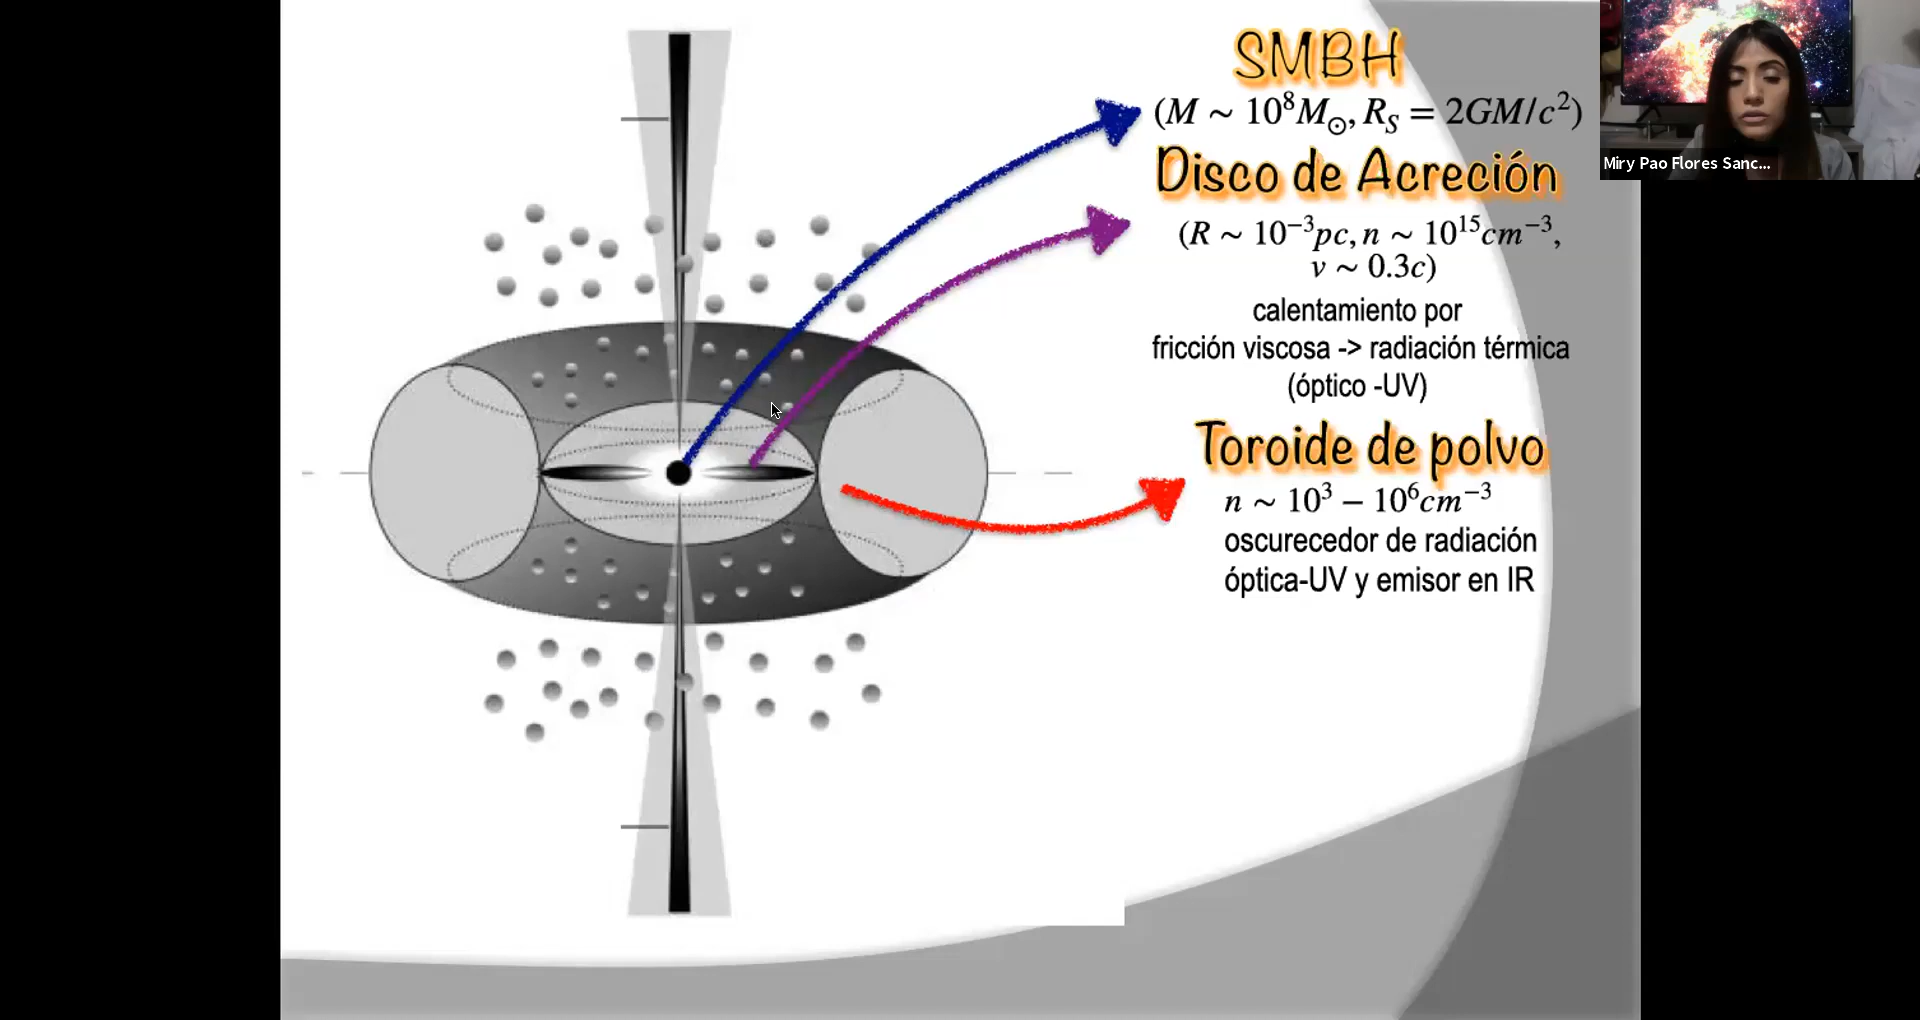 SMBH
(M ~ 10⁸M⊙, R_S = 2GM/c²)
Disco de Acreción
(R ~ 10⁻³pc, n ~ 10¹⁵cm⁻³,
v ~ 0.3c)
calentamiento por
fricción viscosa -> radiación térmica
(óptico -UV)
Toroide de polvo
n ~ 10³ – 10⁶cm⁻³
oscurecedor de radiación
óptica-UV y emisor en IR
Miry Pao Flores Sanc...